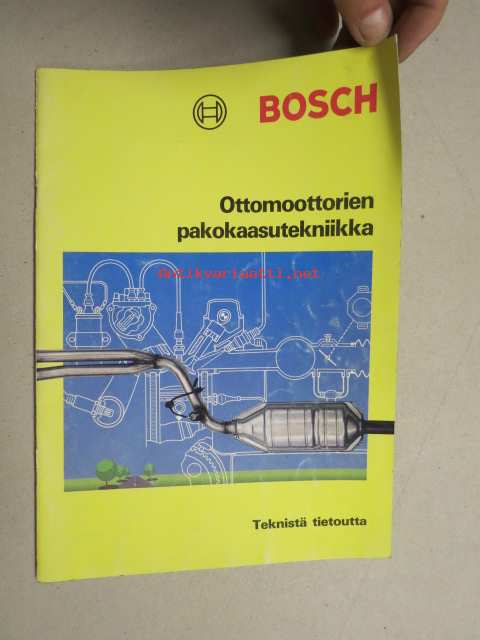 BOSCH
Ottomoottorien
pakokaasutekniikka
Antikvariaatti.net
Teknistä tietoutta